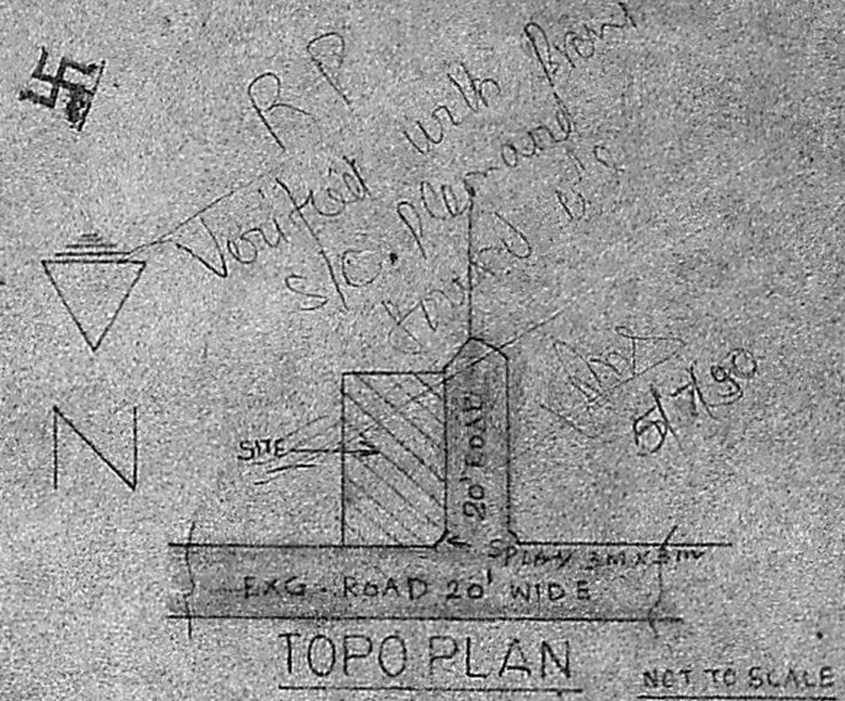 RP
Verified with from
S/C. plan and
found O.K
5/7/90
N
SITE
20' ROAD
SPLAY 3M X 3M
EXG. ROAD 20' WIDE
TOPO PLAN
NOT TO SCALE